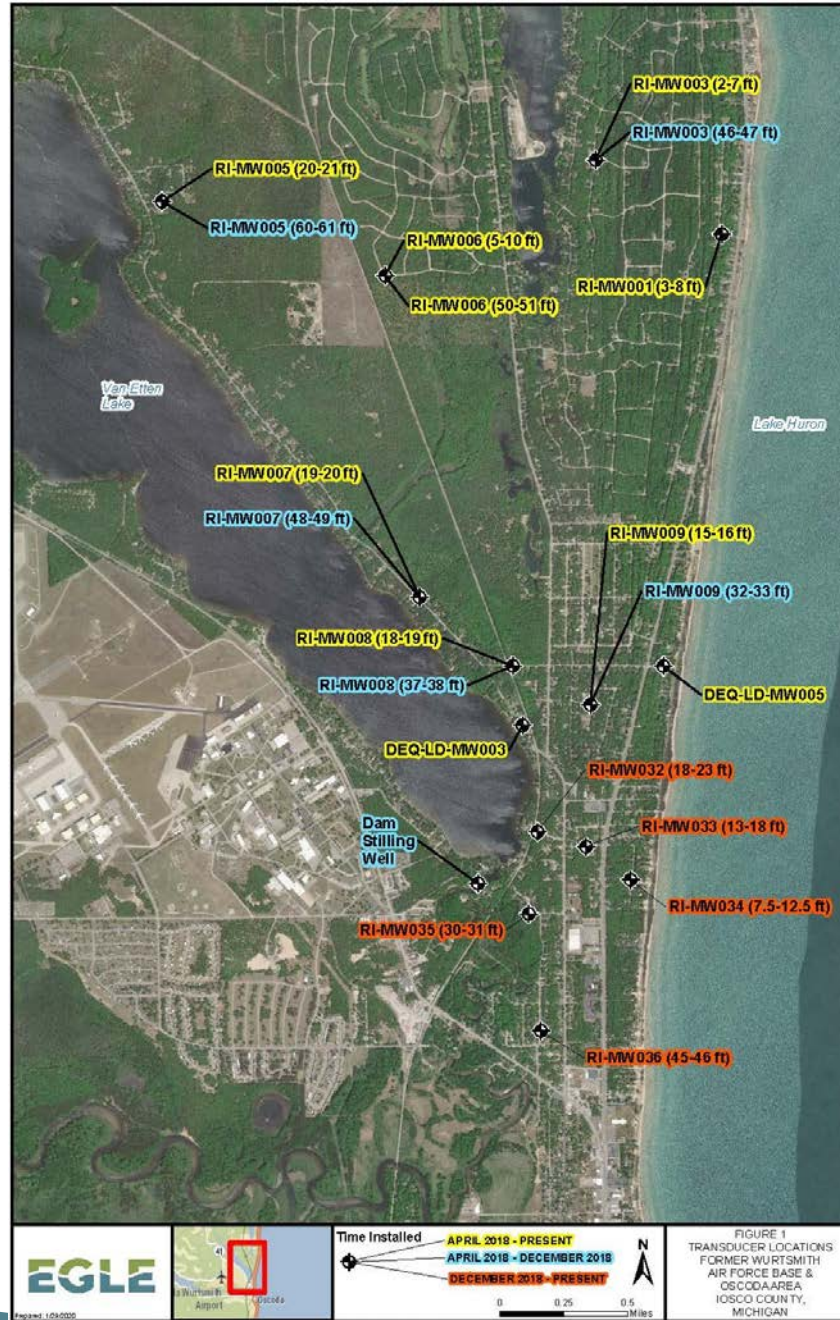 RI-MW003 (2-7 ft)
RI-MW003 (46-47 ft)
RI-MW005 (20-21 ft)
RI-MW005 (60-61 ft)
RI-MW006 (5-10 ft)
RI-MW006 (50-51 ft)
RI-MW001 (3-8 ft)
Van Etten
Lake
Lake Huron
RI-MW007 (19-20 ft)
RI-MW007 (48-49 ft)
RI-MW009 (15-16 ft)
RI-MW009 (32-33 ft)
RI-MW008 (18-19 ft)
RI-MW008 (37-38 ft)
DEQ-LD-MW005
DEQ-LD-MW003
RI-MW032 (18-23 ft)
Dam
Stilling
Well
RI-MW033 (13-18 ft)
RI-MW034 (7.5-12.5 ft)
RI-MW035 (30-31 ft)
RI-MW036 (45-46 ft)
EGLE
Prepared: 1/29/2020
41
Wurtsmith
Airport
Oscoda
Time Installed
APRIL 2018 - PRESENT
APRIL 2018 - DECEMBER 2018
DECEMBER 2018 - PRESENT
N
0 0.25 0.5
Miles
FIGURE 1
TRANSDUCER LOCATIONS
FORMER WURTSMITH
AIR FORCE BASE &
OSCODA AREA
IOSCO COUNTY,
MICHIGAN